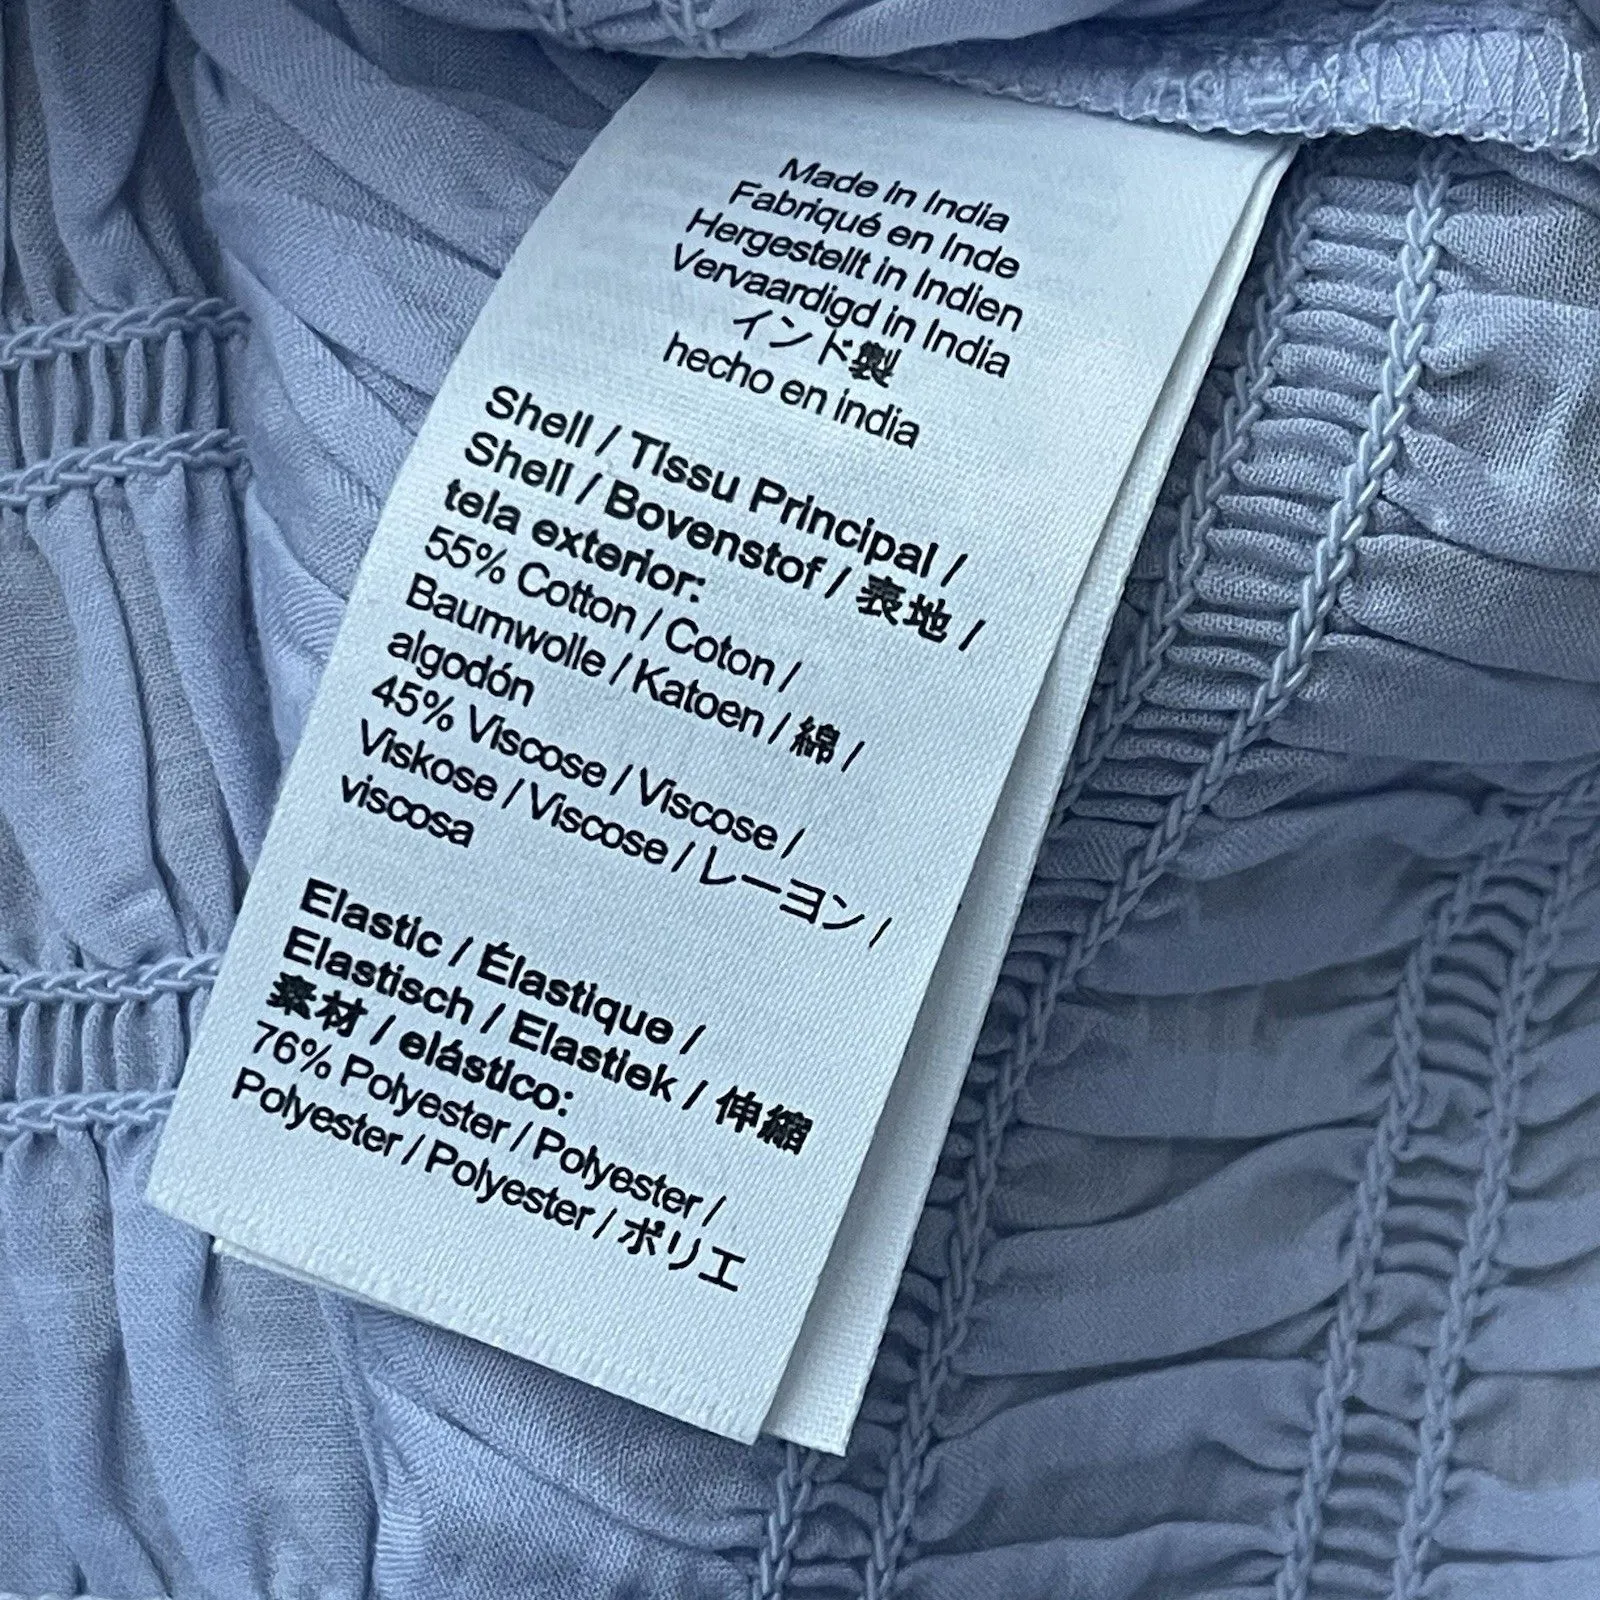 Made in India
Fabriqué en Inde
Hergestellt in Indien
Vervaardigd in India
インド製
hecho en india
Shell / Tissu Principal /
Shell / Bovenstof / 表地 /
tela exterior:
55% Cotton / Coton /
Baumwolle / Katoen / 綿 /
algodón
45% Viscose / Viscose /
Viskose / Viscose / レーヨン /
viscosa
Elastic / Élastique /
Elastisch / Elastiek / 伸縮
素材 / elástico:
76% Polyester / Polyester /
Polyester / Polyester / ポリエ